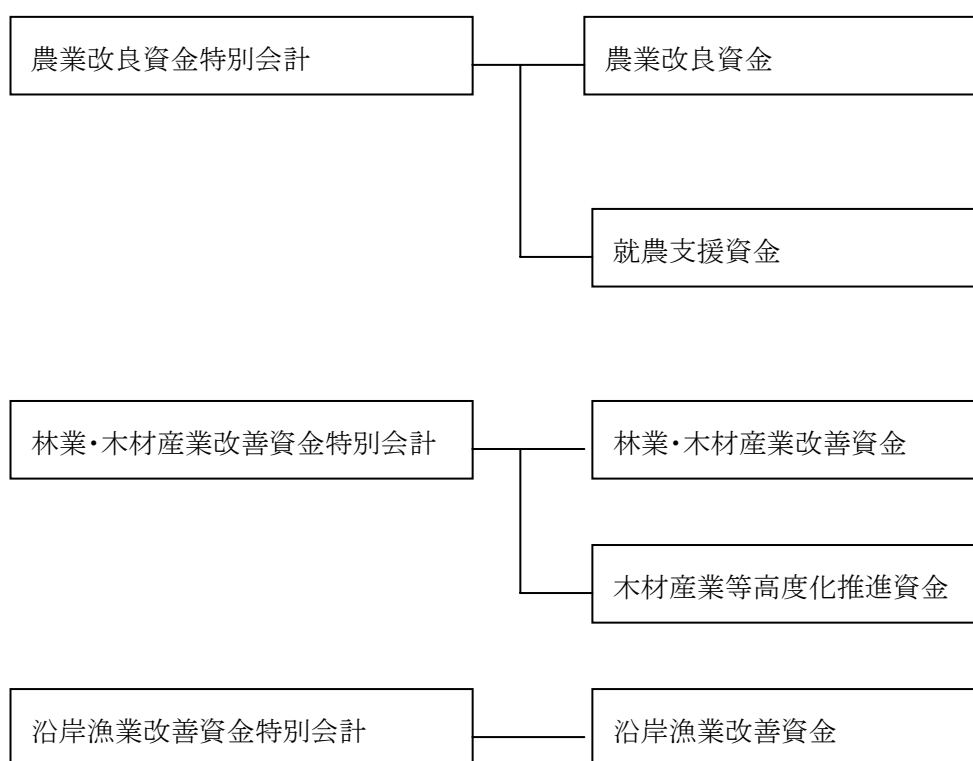 農業改良資金特別会計
農業改良資金
就農支援資金
林業・木材産業改善資金特別会計
林業・木材産業改善資金
木材産業等高度化推進資金
沿岸漁業改善資金特別会計
沿岸漁業改善資金